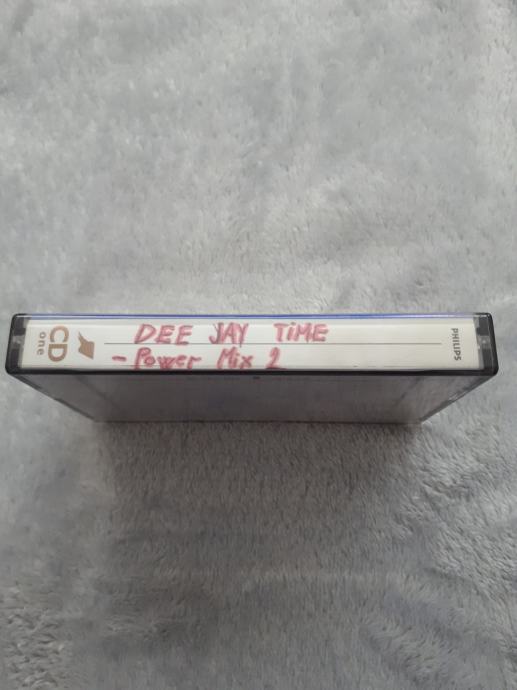 CD
one
DEE JAY TiME
- Power Mix 2
PHILIPS